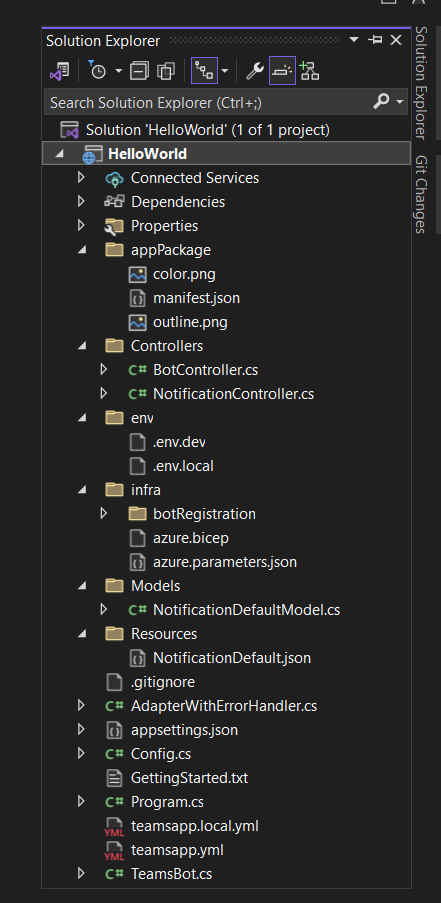 Solution Explorer
Search Solution Explorer (Ctrl+;)
Solution 'HelloWorld' (1 of 1 project)
HelloWorld
Connected Services
Dependencies
Properties
appPackage
color.png
manifest.json
outline.png
Controllers
C# BotController.cs
C# NotificationController.cs
env
.env.dev
.env.local
infra
botRegistration
azure.bicep
azure.parameters.json
Models
C# NotificationDefaultModel.cs
Resources
NotificationDefault.json
.gitignore
C# AdapterWithErrorHandler.cs
appsettings.json
C# Config.cs
GettingStarted.txt
C# Program.cs
YML teamsapp.local.yml
YML teamsapp.yml
C# TeamsBot.cs
Solution Explorer
Git Changes